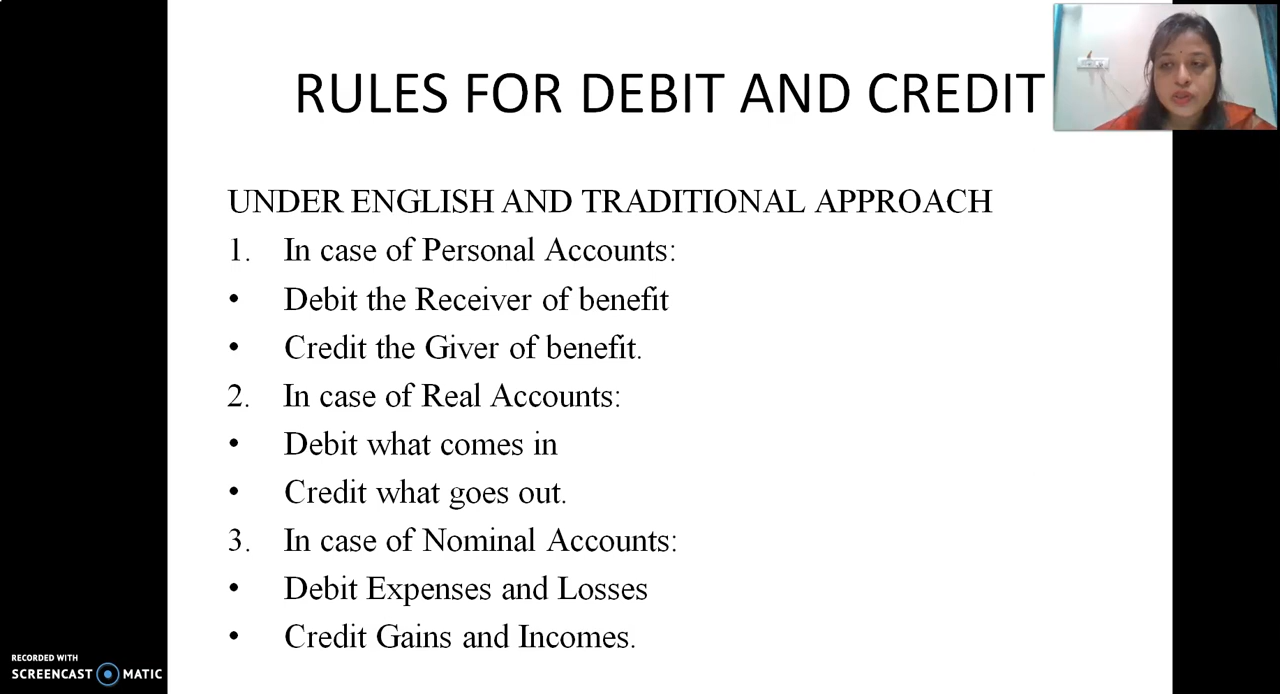 RULES FOR DEBIT AND CREDIT
UNDER ENGLISH AND TRADITIONAL APPROACH
1. In case of Personal Accounts:
• Debit the Receiver of benefit
• Credit the Giver of benefit.
2. In case of Real Accounts:
• Debit what comes in
• Credit what goes out.
3. In case of Nominal Accounts:
• Debit Expenses and Losses
• Credit Gains and Incomes.
RECORDED WITH
SCREENCAST MATIC